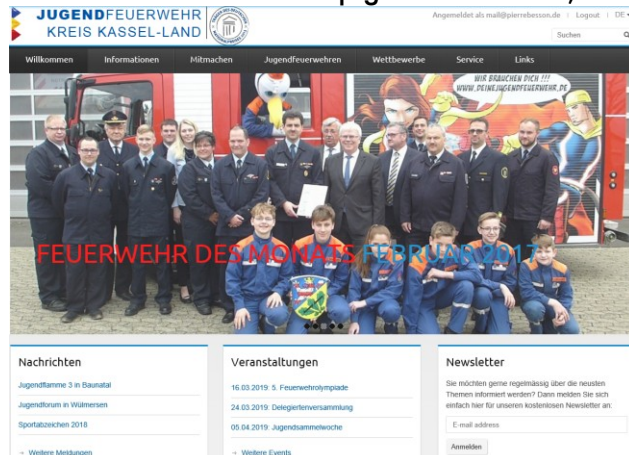 JUGENDFEUERWEHR
KREIS KASSEL-LAND
Angemeldet als mail@pierrebesson.de | Logout | DE
Suchen
Willkommen Informationen Mitmachen Jugendfeuerwehren Wettbewerbe Service Links
WIR BRAUCHEN DICH !!!
WWW.DEINEJUGENDFEUERWEHR.DE
FEUERWEHR DES MONATS FEBRUAR 2017
Nachrichten
Jugendflamme 3 in Baunatal
Jugendforum in Wülmersen
Sportabzeichen 2018
→ Weitere Meldungen
Veranstaltungen
16.03.2019: 5. Feuerwehrolympiade
24.03.2019: Delegiertenversammlung
05.04.2019: Jugendsammelwoche
→ Weitere Events
Newsletter
Sie möchten gerne regelmässig über die neusten
Themen informiert werden? Dann melden Sie sich
einfach hier für unseren kostenlosen Newsletter an:
E-mail address
Anmelden